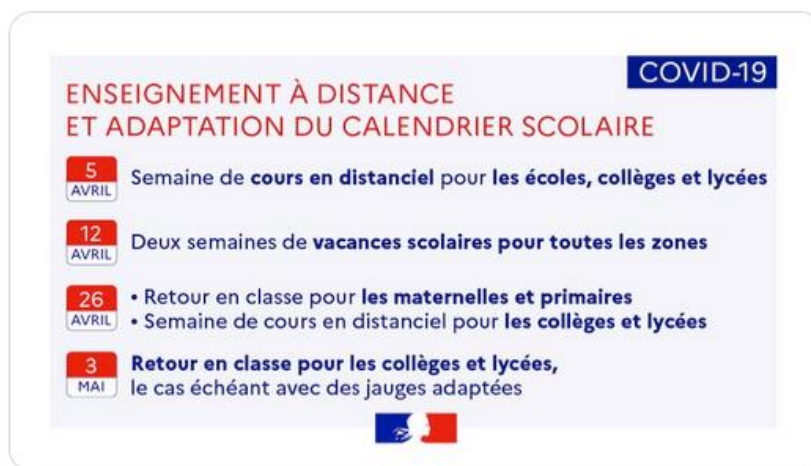 COVID-19
ENSEIGNEMENT À DISTANCE
ET ADAPTATION DU CALENDRIER SCOLAIRE
5
AVRIL
Semaine de cours en distanciel pour les écoles, collèges et lycées
12
AVRIL
Deux semaines de vacances scolaires pour toutes les zones
26
AVRIL
• Retour en classe pour les maternelles et primaires
• Semaine de cours en distanciel pour les collèges et lycées
3
MAI
Retour en classe pour les collèges et lycées,
le cas échéant avec des jauges adaptées